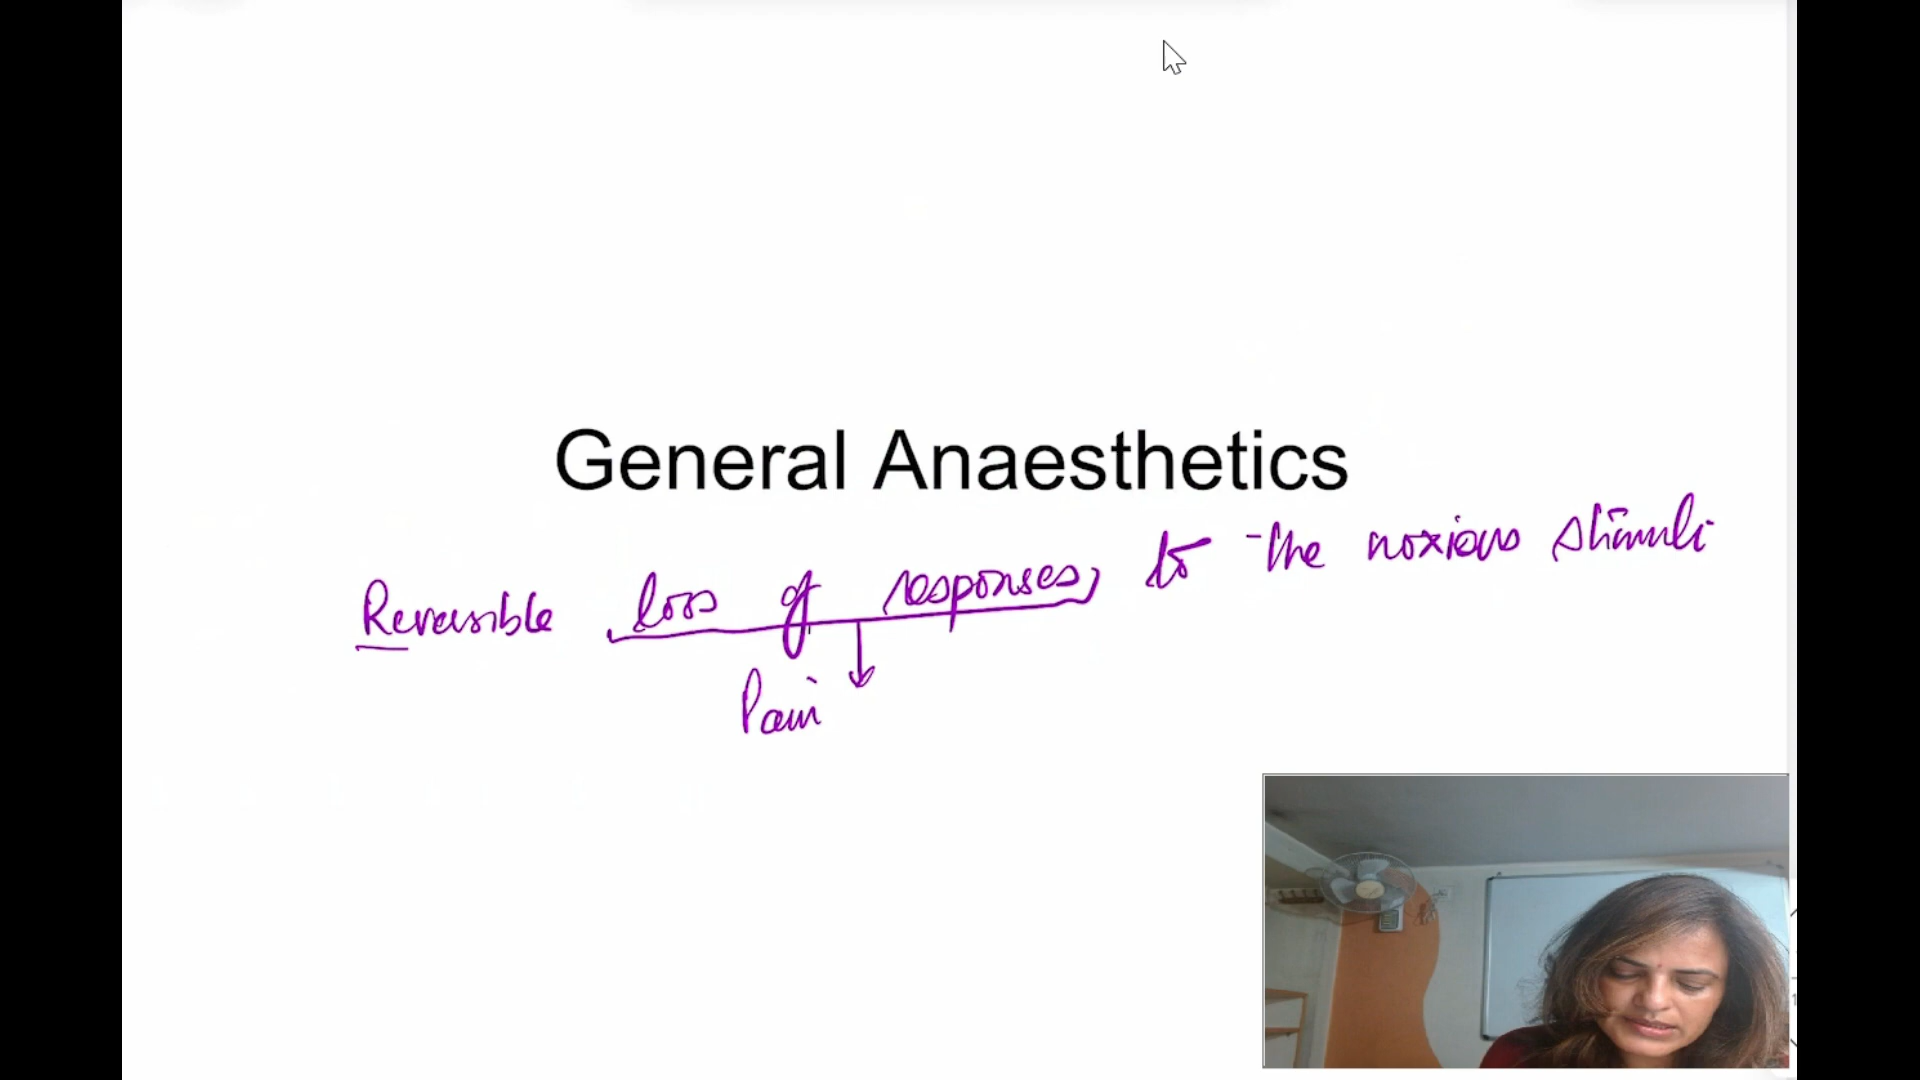 General Anaesthetics
Reversible loss of responses, to the noxious stimuli
Pain